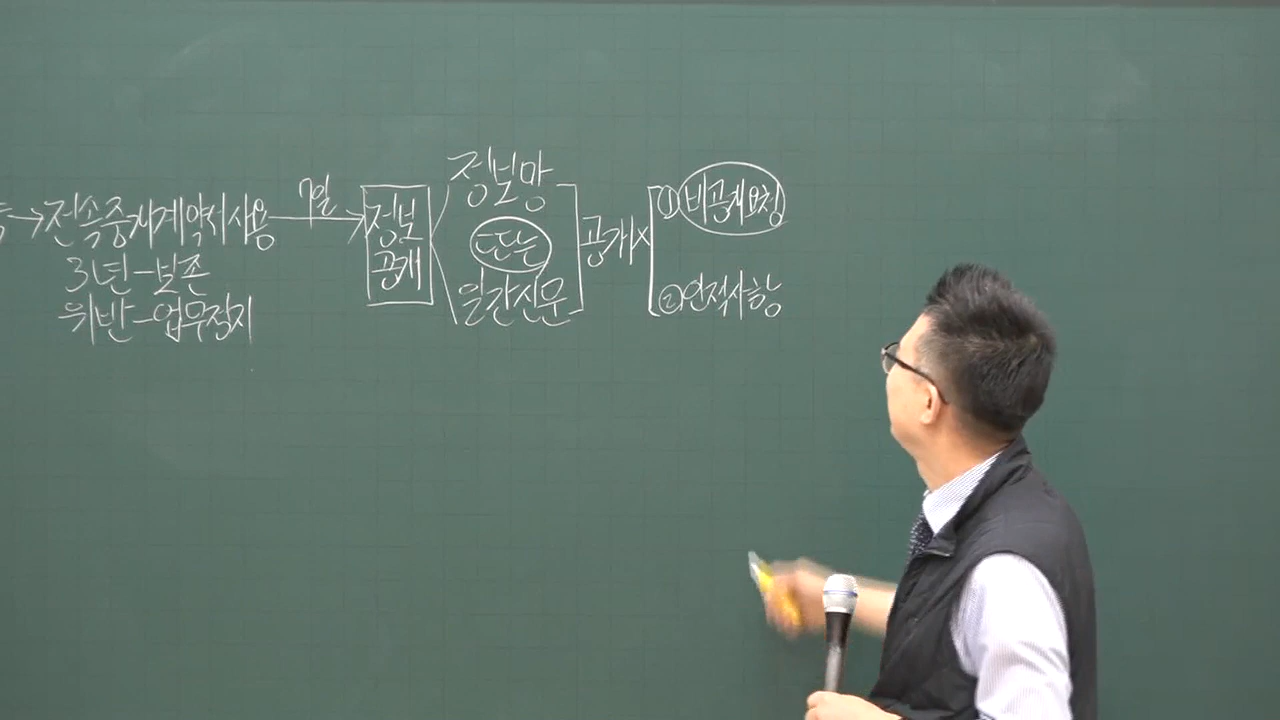 →전속중개계약서사용
3년-보존
위반-업무정지
7일
정보
공개
정보망
또는
일간신문
공개×
①비공개요청
②인적사항